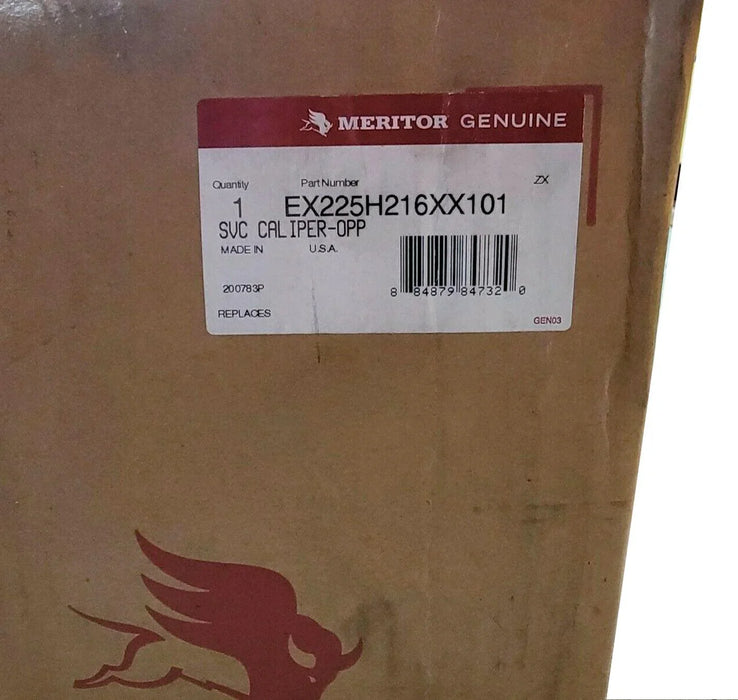 MERITOR GENUINE
Quantity Part Number ZX
1 EX225H216XX101
SVC CALIPER-OPP
MADE IN U.S.A.
200783P
8 84879 84732 0
REPLACES
GEN03